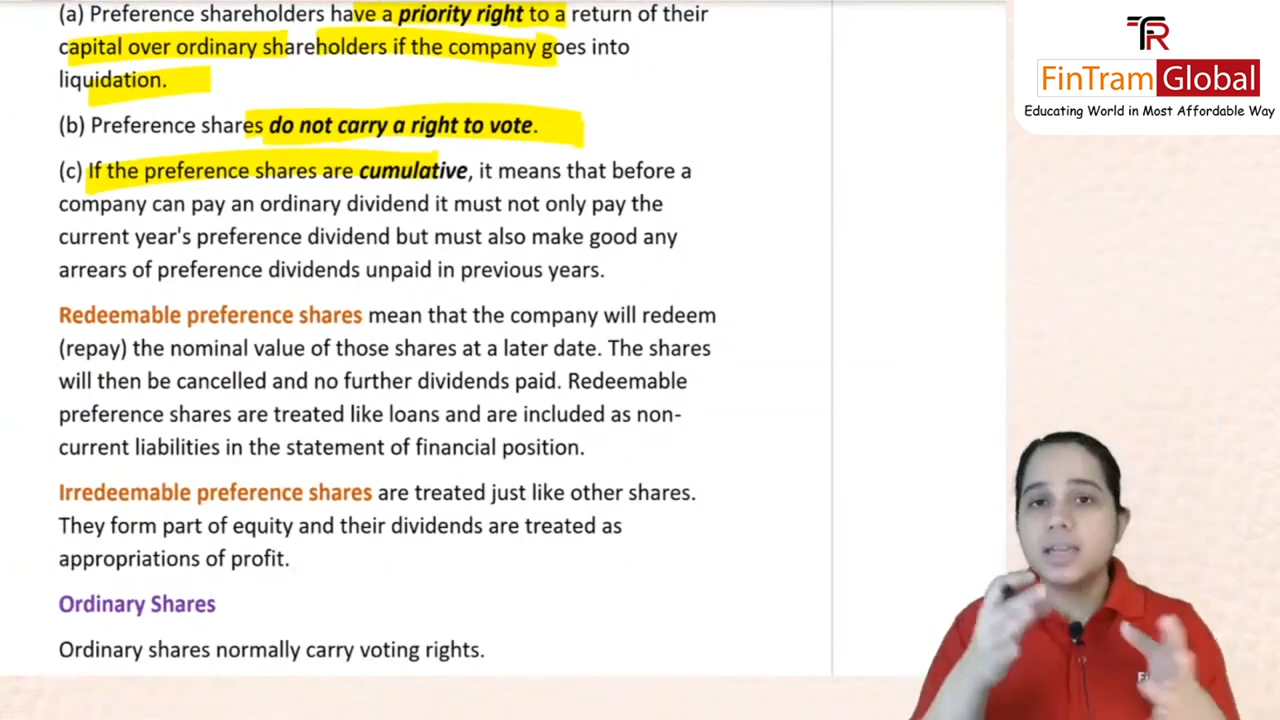 (a) Preference shareholders have a priority right to a return of their
capital over ordinary shareholders if the company goes into
liquidation.
(b) Preference shares do not carry a right to vote.
(c) If the preference shares are cumulative, it means that before a
company can pay an ordinary dividend it must not only pay the
current year's preference dividend but must also make good any
arrears of preference dividends unpaid in previous years.
Redeemable preference shares mean that the company will redeem
(repay) the nominal value of those shares at a later date. The shares
will then be cancelled and no further dividends paid. Redeemable
preference shares are treated like loans and are included as non-
current liabilities in the statement of financial position.
Irredeemable preference shares are treated just like other shares.
They form part of equity and their dividends are treated as
appropriations of profit.
Ordinary Shares
Ordinary shares normally carry voting rights.
FinTram Global
Educating World in Most Affordable Way